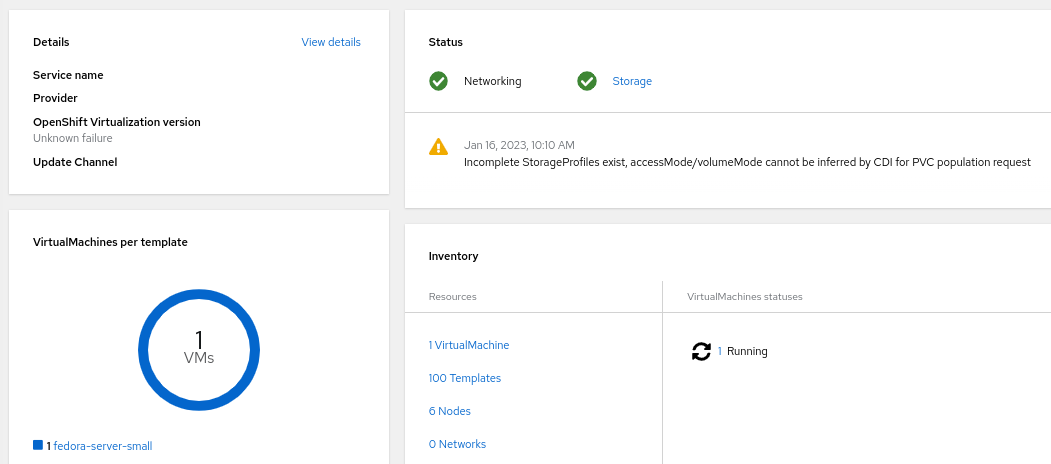 Details
View details
Service name
Provider
OpenShift Virtualization version
Unknown failure
Update Channel
Status
Networking
Storage
Jan 16, 2023, 10:10 AM
Incomplete StorageProfiles exist, accessMode/volumeMode cannot be inferred by CDI for PVC population request
VirtualMachines per template
1
VMs
1 fedora-server-small
Inventory
Resources
VirtualMachines statuses
1 VirtualMachine
1 Running
100 Templates
6 Nodes
0 Networks